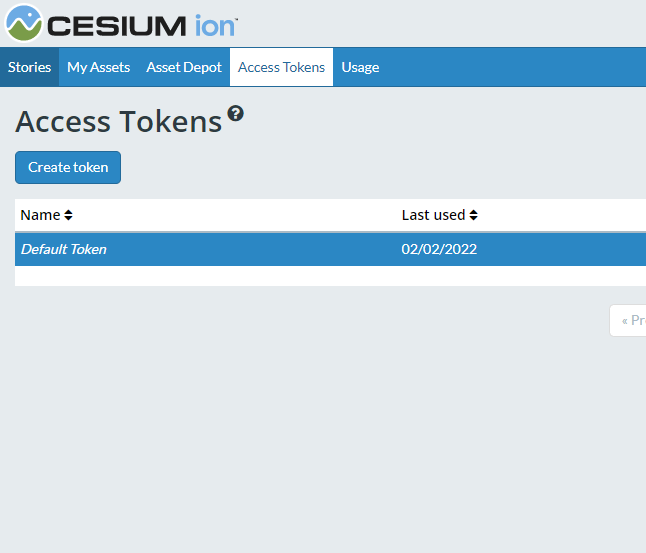 CESIUM ion™
Stories My Assets Asset Depot Access Tokens Usage
Access Tokens ?
Create token
Name Last used
Default Token 02/02/2022
« Pr